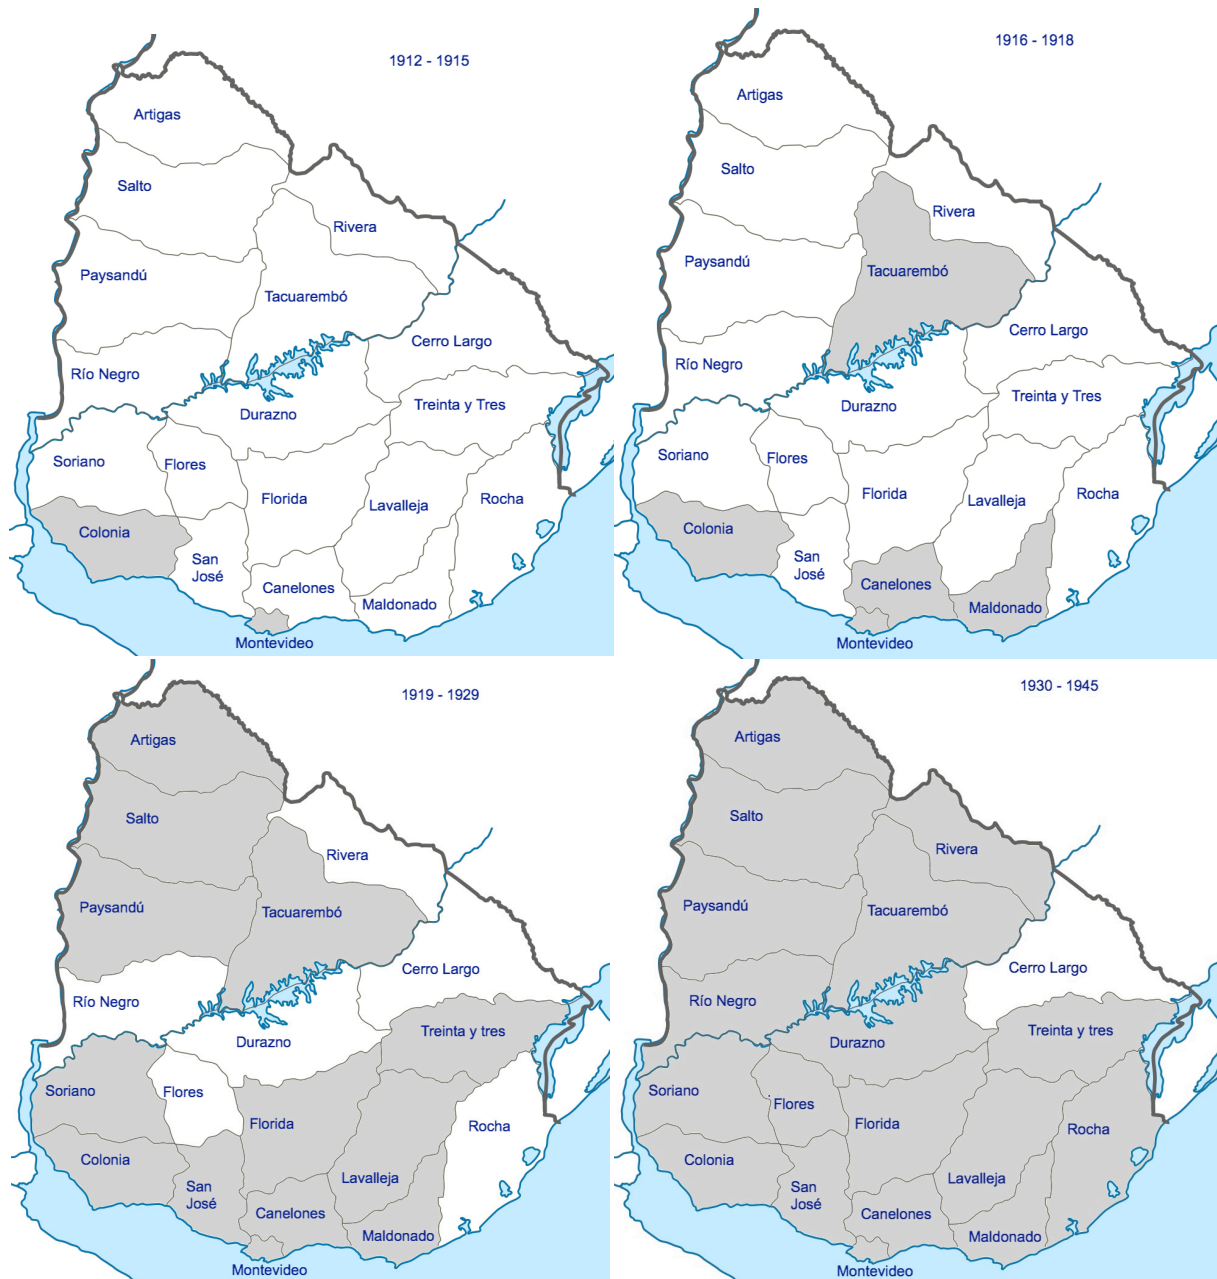 1912 - 1915
Artigas
Salto
Rivera
Paysandú
Tacuarembó
Cerro Largo
Río Negro
Treinta y Tres
Durazno
Soriano
Flores
Florida
Lavalleja
Rocha
Colonia
San
José
Canelones
Maldonado
Montevideo
1916 - 1918
Artigas
Salto
Rivera
Paysandú
Tacuarembó
Cerro Largo
Río Negro
Treinta y Tres
Durazno
Soriano
Flores
Florida
Lavalleja
Rocha
Colonia
San
José
Canelones
Maldonado
Montevideo
1919 - 1929
Artigas
Salto
Rivera
Paysandú
Tacuarembó
Cerro Largo
Río Negro
Treinta y tres
Durazno
Soriano
Flores
Florida
Rocha
Colonia
Lavalleja
San
José
Canelones
Maldonado
Montevideo
1930 - 1945
Artigas
Salto
Rivera
Paysandú
Tacuarembó
Cerro Largo
Río Negro
Treinta y tres
Durazno
Soriano
Flores
Florida
Rocha
Colonia
Lavalleja
San
José
Canelones
Maldonado
Montevideo